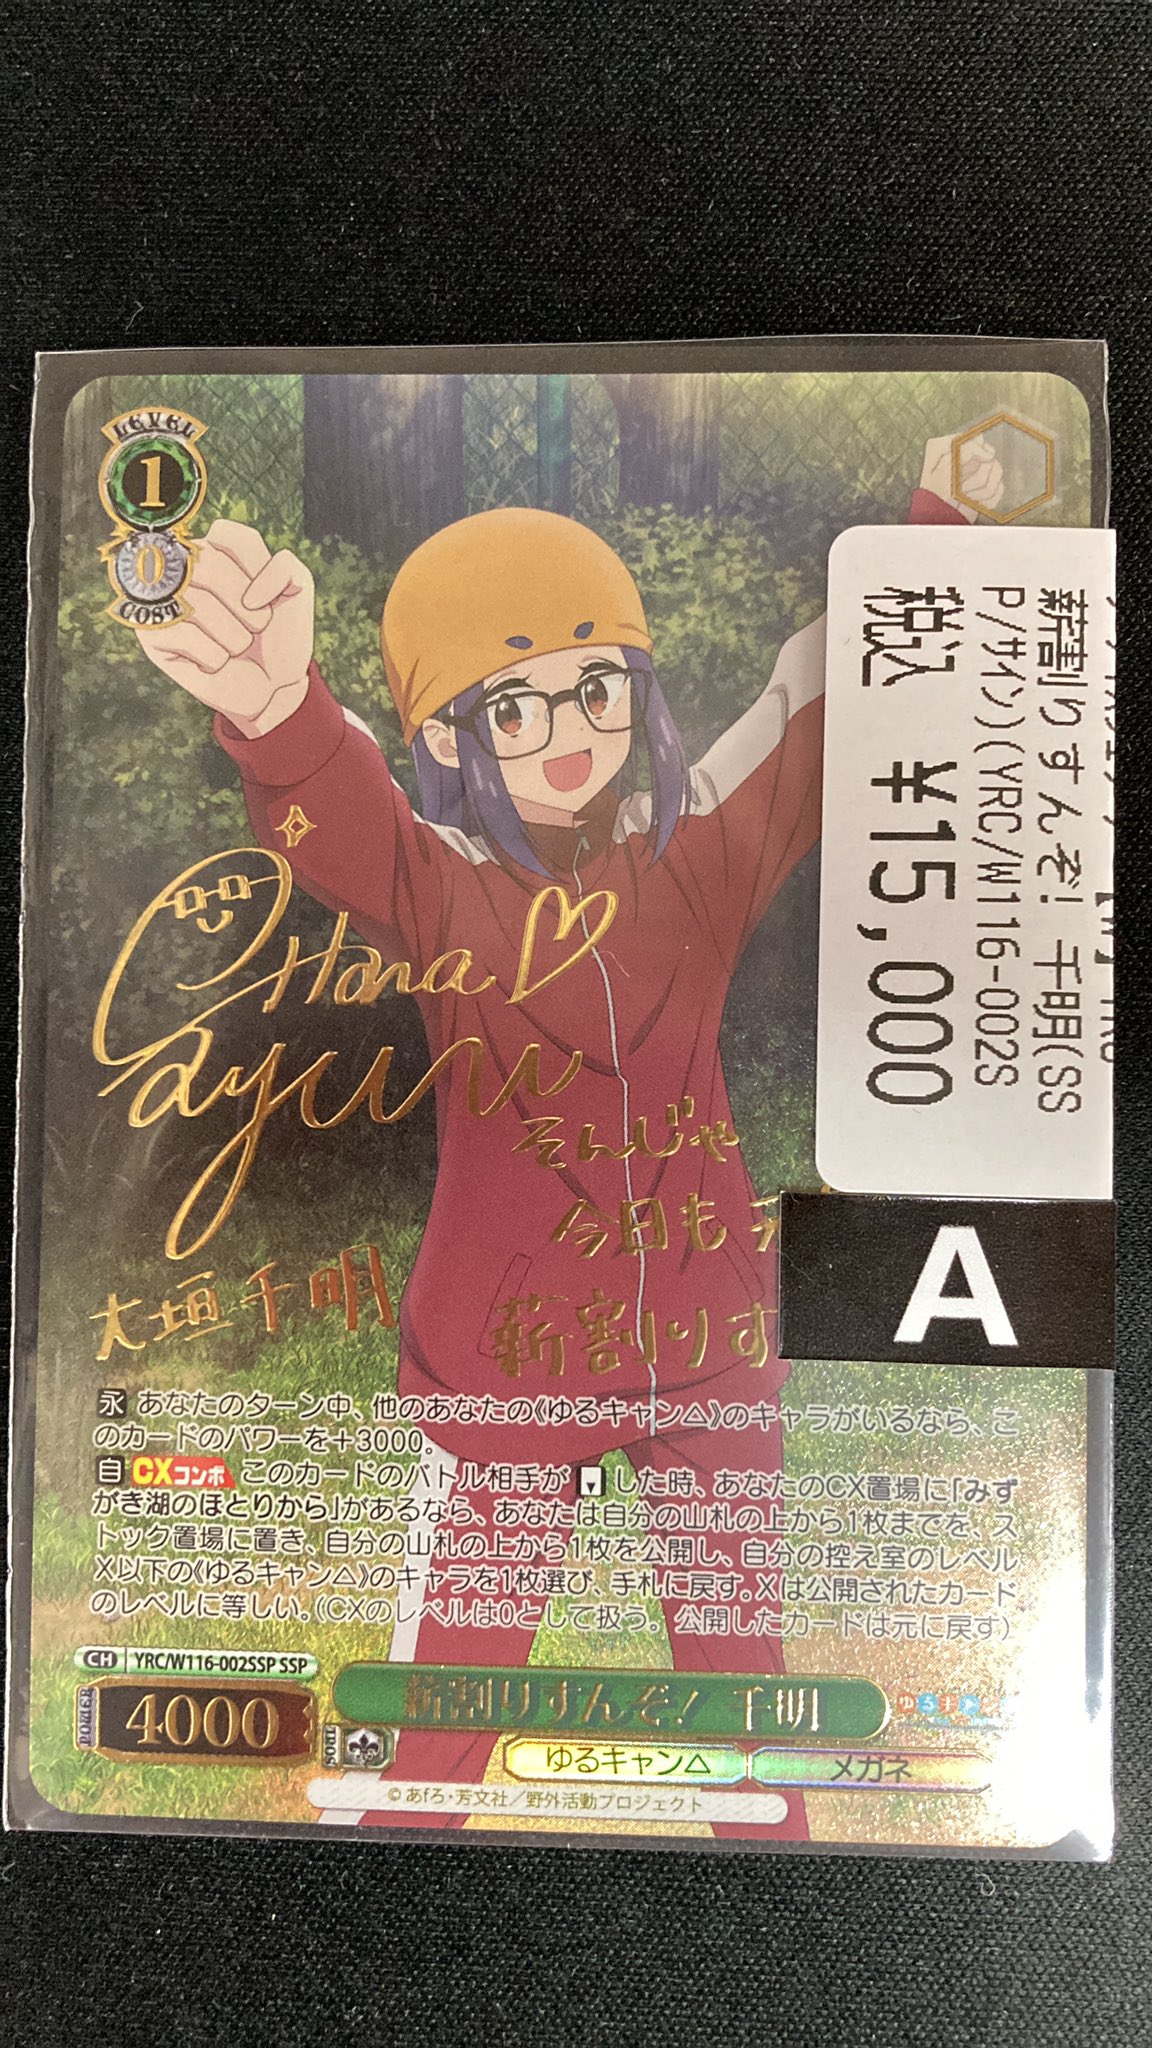 LEVEL
1
0
COST
薪割りすんぞ! 千明(SS
P/サイン)(YRC/W116-002S
税込 ¥15,000
A
Hara
Sayuri
そんじゃ
今日も
薪割りす
大垣千明
永 あなたのターン中、他のあなたの《ゆるキャン△》のキャラがいるなら、こ
のカードのパワーを+3000。
自 CXコンボ このカードのバトル相手が した時、あなたのCX置場に「みず
がき湖のほとりから」があるなら、あなたは自分の山札の上から1枚までを、ス
トック置場に置き、自分の山札の上から1枚を公開し、自分の控え室のレベル
X以下の《ゆるキャン△》のキャラを1枚選び、手札に戻す。Xは公開されたカード
のレベルに等しい。(CXのレベルは0として扱う。公開したカードは元に戻す)
CH YRC/W116-002SSP SSP
POWER 4000
薪割りすんぞ! 千明
SOUL
ゆるキャン△ メガネ
©あfろ・芳文社/野外活動プロジェクト